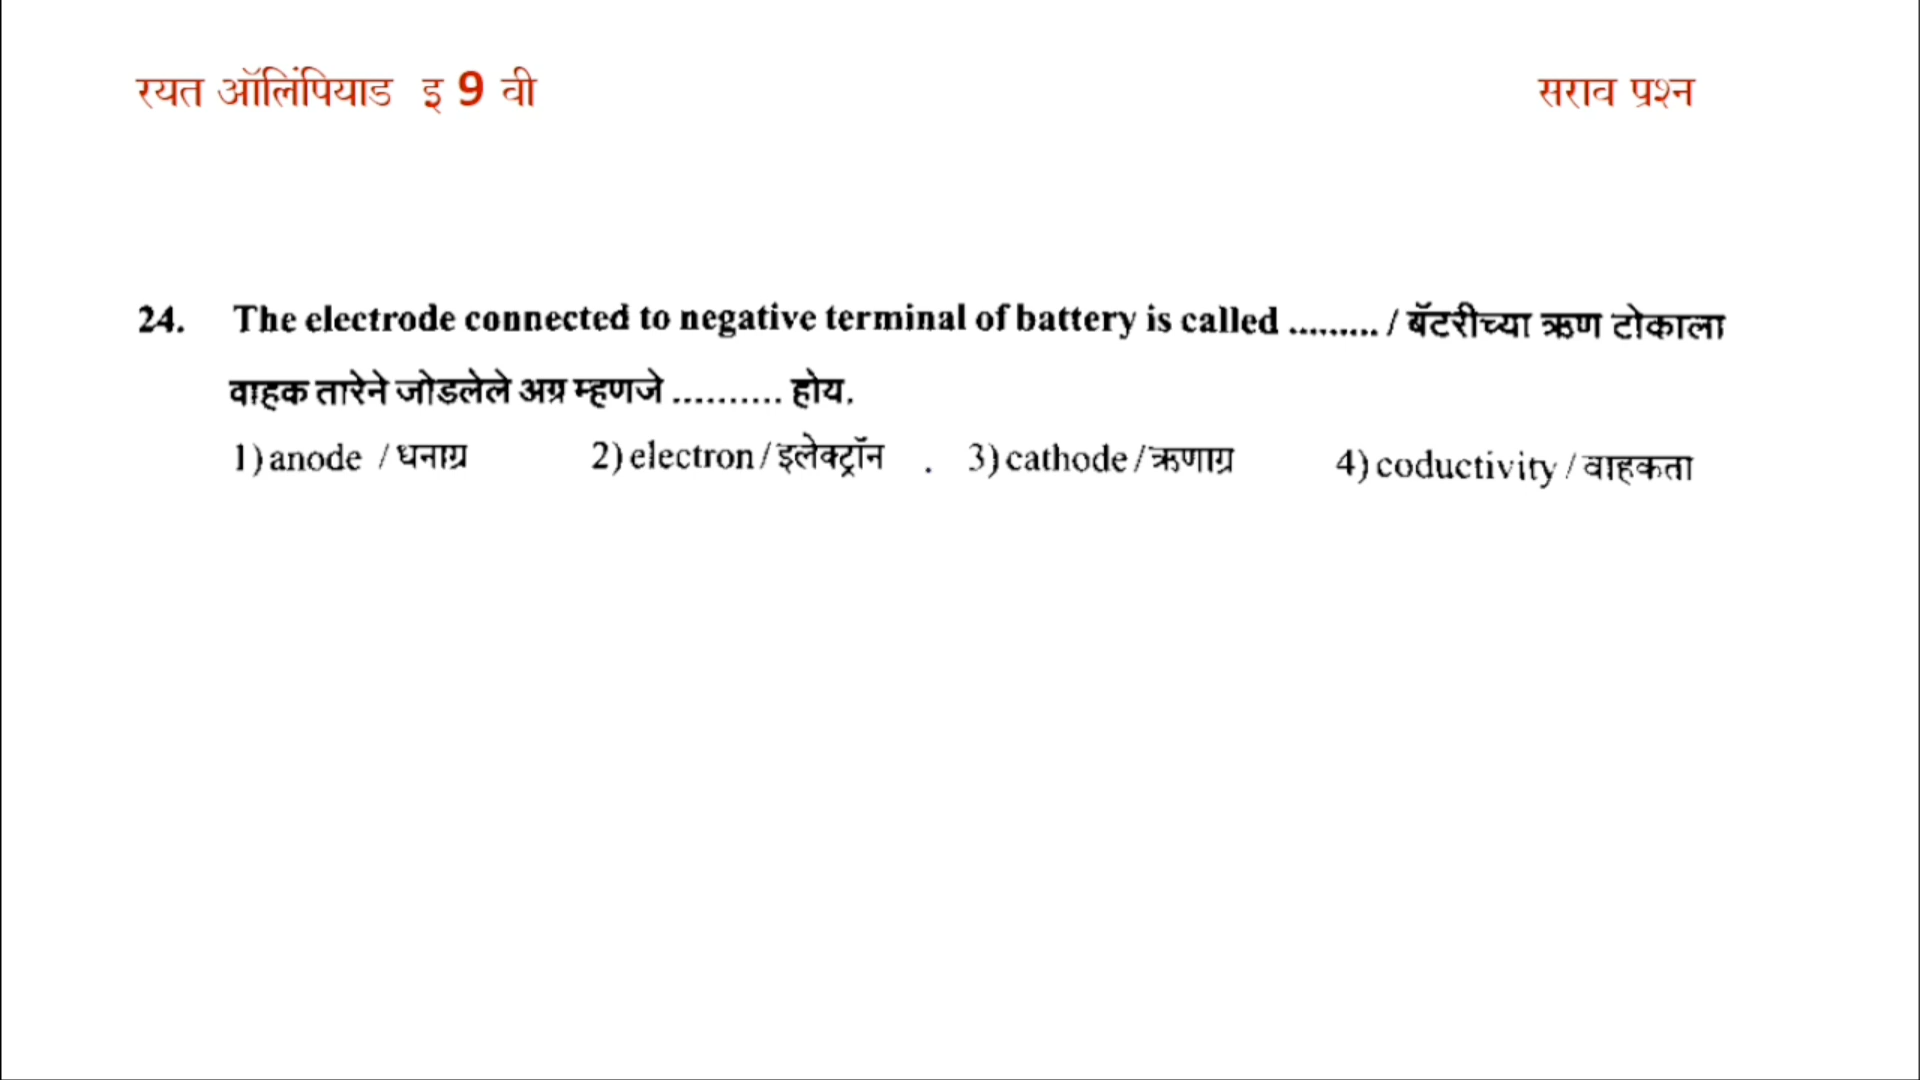 रयत ऑलिंपियाड इ 9 वी
सराव प्रश्न
24. The electrode connected to negative terminal of battery is called ......... / बॅटरीच्या ऋण टोकाला
वाहक तारेने जोडलेले अग्र म्हणजे .......... होय.
1) anode / धनाग्र 2) electron / इलेक्ट्रॉन . 3) cathode / ऋणाग्र 4) coductivity / वाहकता